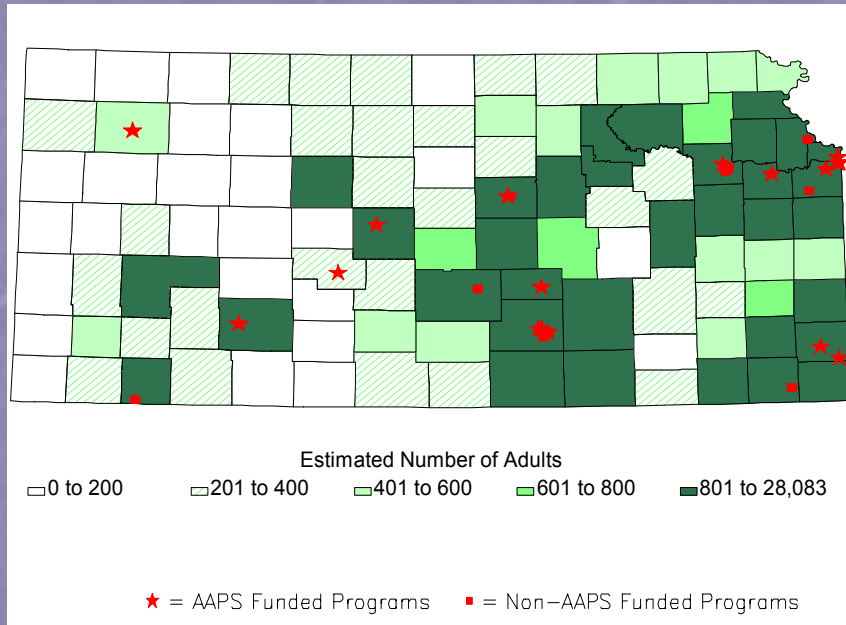 Estimated Number of Adults
0 to 200 201 to 400 401 to 600 601 to 800 801 to 28,083
= AAPS Funded Programs = Non-AAPS Funded Programs